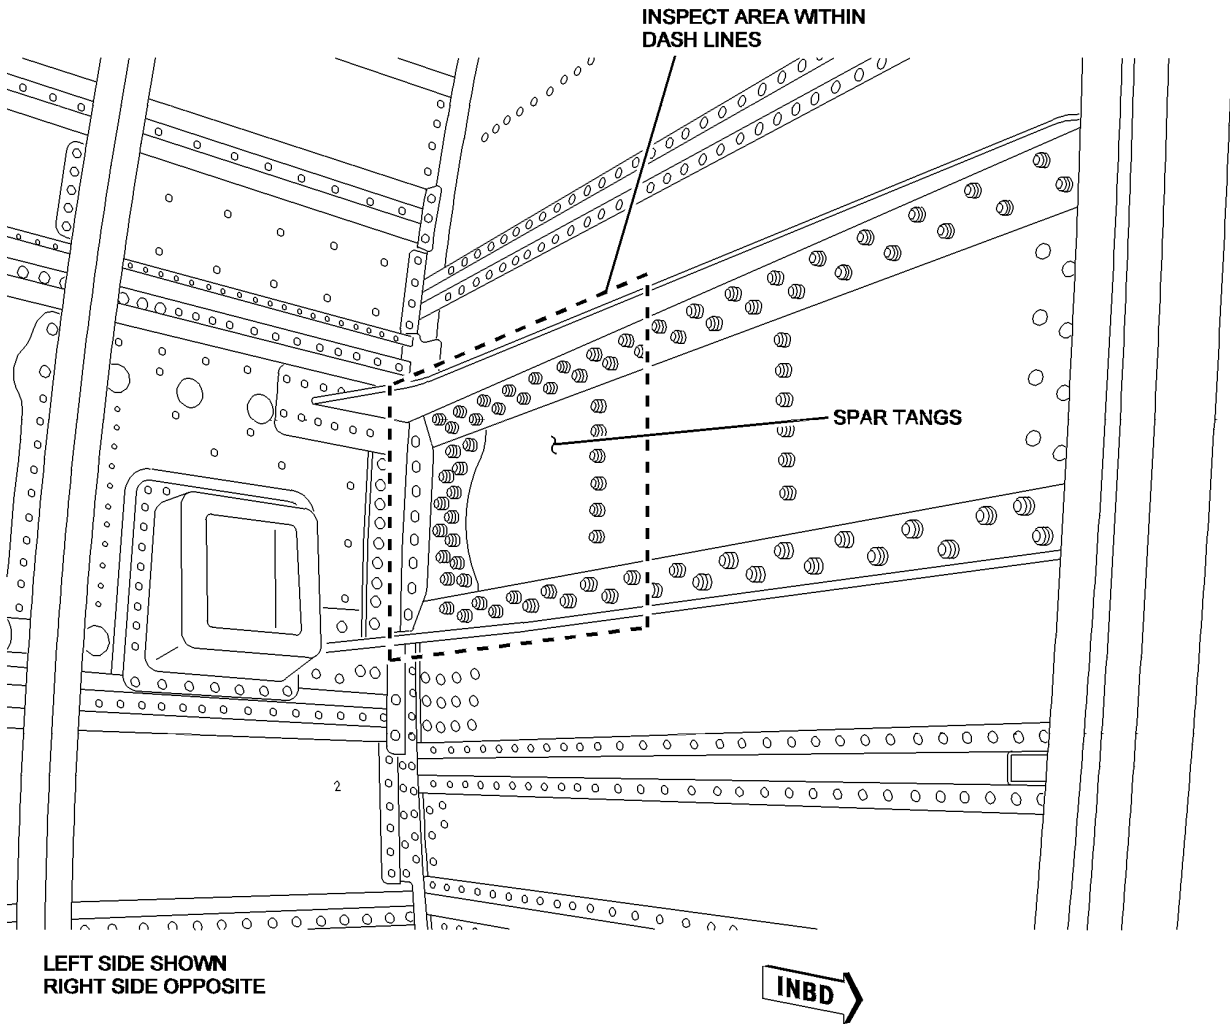 INSPECT AREA WITHIN
DASH LINES
SPAR TANGS
2
LEFT SIDE SHOWN
RIGHT SIDE OPPOSITE
INBD